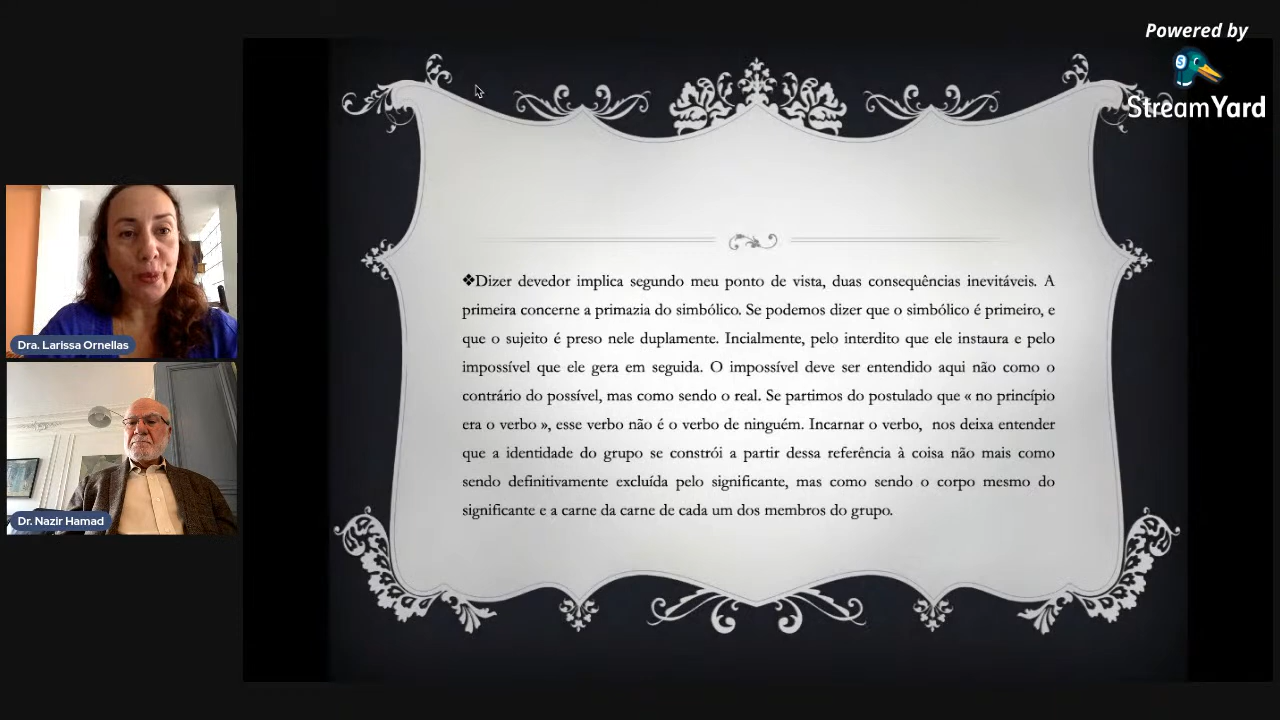 Powered by
StreamYard
❖Dizer devedor implica segundo meu ponto de vista, duas consequências inevitáveis. A
primeira concerne a primazia do simbólico. Se podemos dizer que o simbólico é primeiro, e
que o sujeito é preso nele duplamente. Incialmente, pelo interdito que ele instaura e pelo
impossível que ele gera em seguida. O impossível deve ser entendido aqui não como o
contrário do possível, mas como sendo o real. Se partimos do postulado que « no princípio
era o verbo », esse verbo não é o verbo de ninguém. Incarnar o verbo, nos deixa entender
que a identidade do grupo se constrói a partir dessa referência à coisa não mais como
sendo definitivamente excluída pelo significante, mas como sendo o corpo mesmo do
significante e a carne da carne de cada um dos membros do grupo.
Dra. Larissa Ornellas
Dr. Nazir Hamad